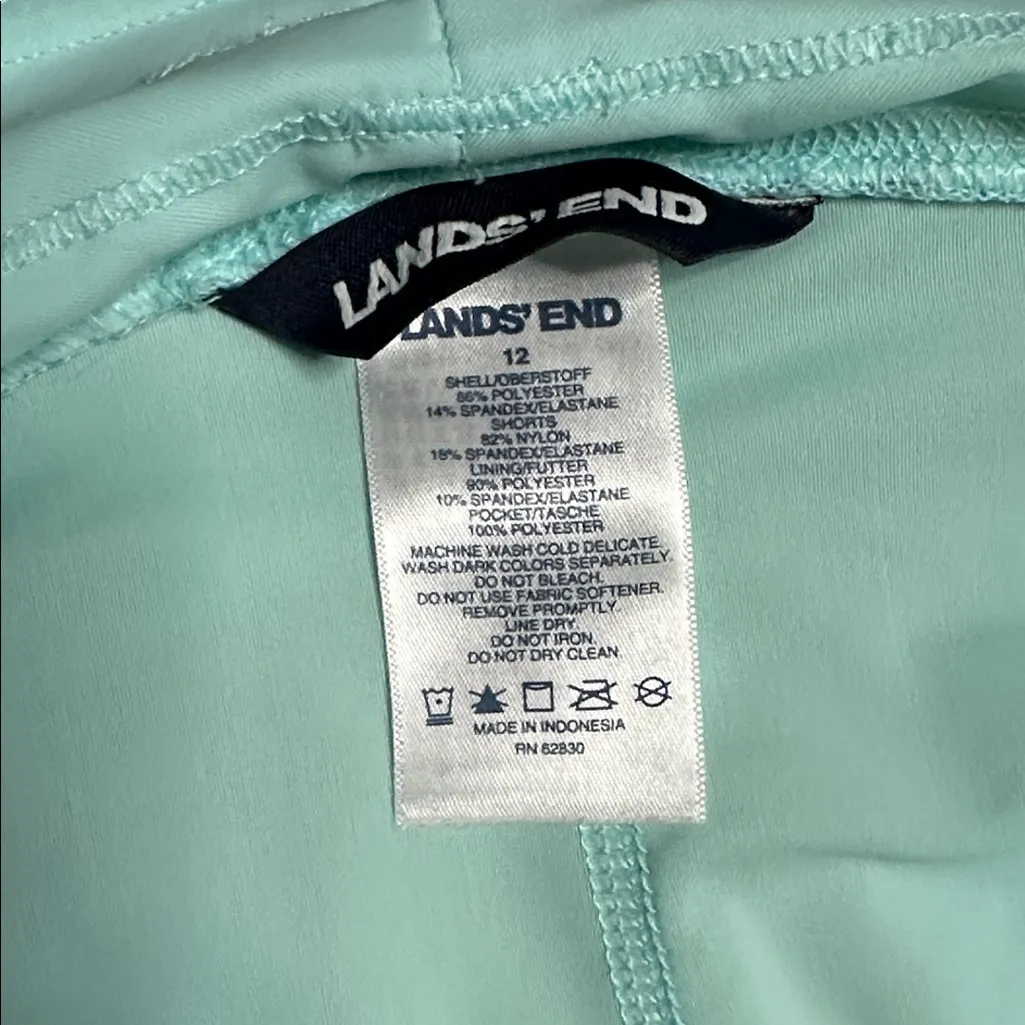 LANDS' END
LANDS' END
12
SHELL/OBERSTOFF
86% POLYESTER
14% SPANDEX/ELASTANE
SHORTS
82% NYLON
18% SPANDEX/ELASTANE
LINING/FUTTER
90% POLYESTER
10% SPANDEX/ELASTANE
POCKET/TASCHE
100% POLYESTER
MACHINE WASH COLD DELICATE.
WASH DARK COLORS SEPARATELY.
DO NOT BLEACH.
DO NOT USE FABRIC SOFTENER.
REMOVE PROMPTLY.
LINE DRY.
DO NOT IRON.
DO NOT DRY CLEAN.
MADE IN INDONESIA
RN 62830